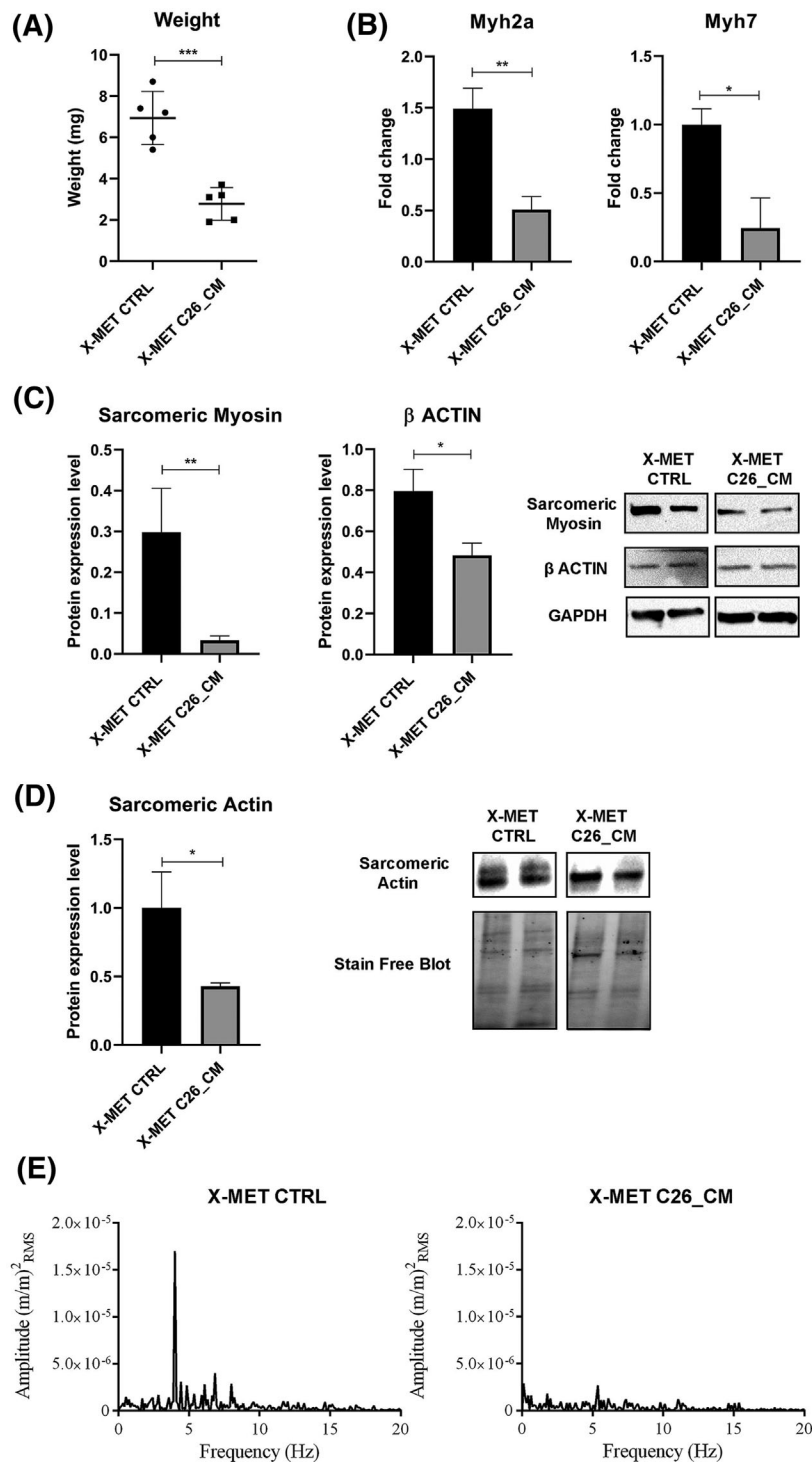 (A)
Weight
***
Weight (mg)
10
8
6
4
2
0
X-MET CTRL
X-MET C26_CM
(B)
Myh2a
**
Fold change
2.0
1.5
1.0
0.5
0.0
X-MET CTRL
X-MET C26_CM
Myh7
*
Fold change
1.5
1.0
0.5
0.0
X-MET CTRL
X-MET C26_CM
(C)
Sarcomeric Myosin
**
Protein expression level
0.5
0.4
0.3
0.2
0.1
0.0
X-MET CTRL
X-MET C26_CM
β ACTIN
*
Protein expression level
1.0
0.8
0.6
0.4
0.2
0.0
X-MET CTRL
X-MET C26_CM
X-MET
CTRL
X-MET
C26_CM
Sarcomeric
Myosin
β ACTIN
GAPDH
(D)
Sarcomeric Actin
*
Protein expression level
1.5
1.0
0.5
0.0
X-MET CTRL
X-MET C26_CM
X-MET
CTRL
X-MET
C26_CM
Sarcomeric
Actin
Stain Free Blot
(E)
X-MET CTRL
Amplitude (m/m)²RMS
2.0×10⁻⁵
1.5×10⁻⁵
1.0×10⁻⁵
5.0×10⁻⁶
0
5
10
15
20
Frequency (Hz)
X-MET C26_CM
Amplitude (m/m)²RMS
2.0×10⁻⁵
1.5×10⁻⁵
1.0×10⁻⁵
5.0×10⁻⁶
0
5
10
15
20
Frequency (Hz)